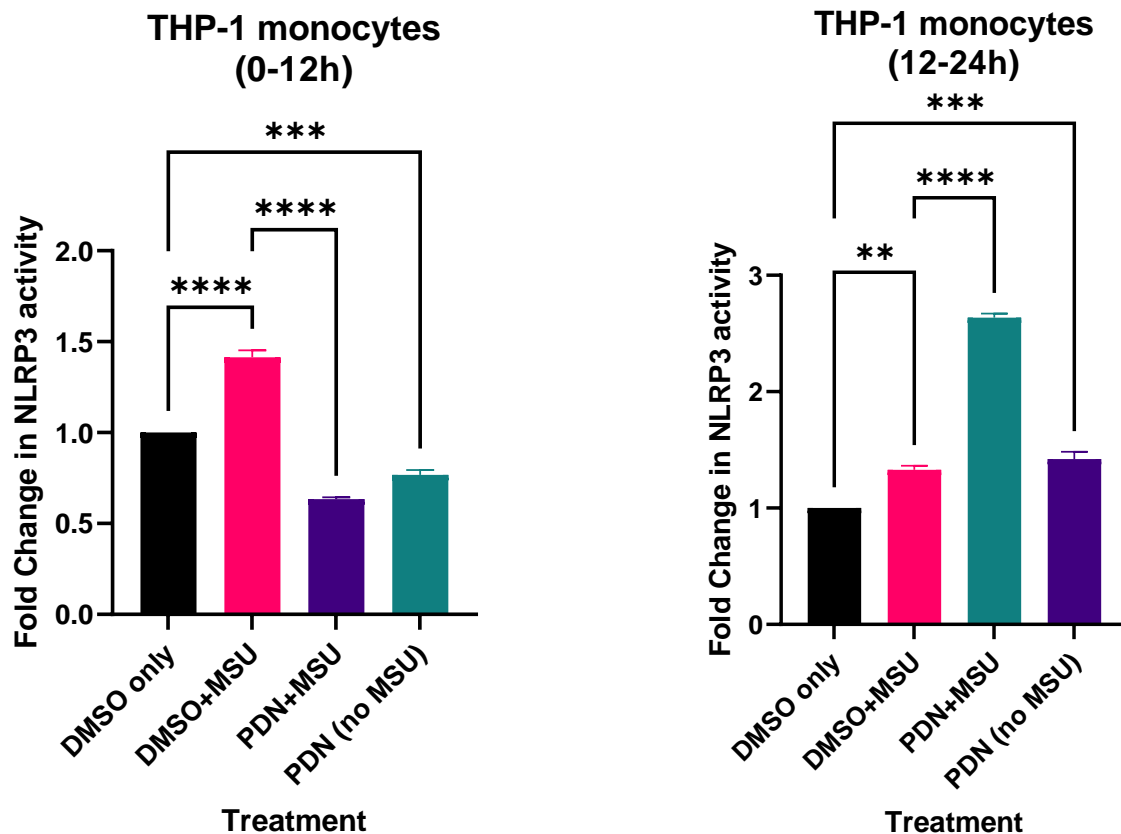 THP-1 monocytes
(0-12h)
***
****
****
Fold Change in NLRP3 activity
2.0
1.5
1.0
0.5
0.0
DMSO only
DMSO+MSU
PDN+MSU
PDN (no MSU)
Treatment
THP-1 monocytes
(12-24h)
***
****
**
Fold Change in NLRP3 activity
3
2
1
0
DMSO only
DMSO+MSU
PDN+MSU
PDN (no MSU)
Treatment